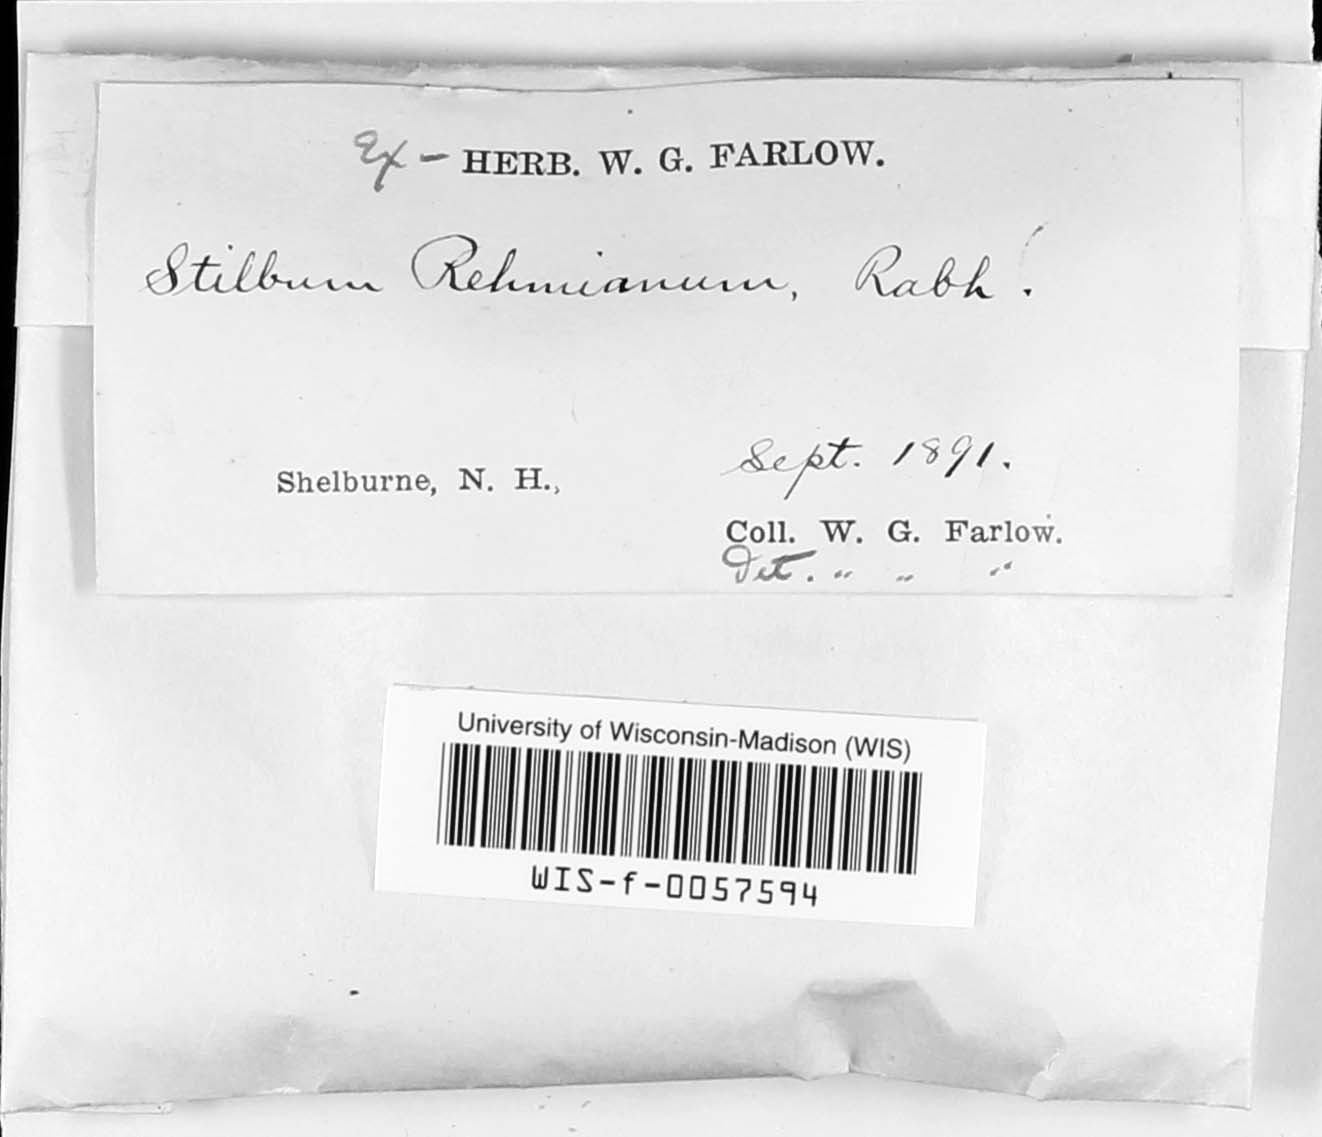 Ex - HERB. W. G. FARLOW.
Stilbum Rehmianum, Rabh.
Shelburne, N. H., Sept. 1891.
Coll. W. G. Farlow.
Det. " " "
University of Wisconsin-Madison (WIS)
WIS-f-0057594